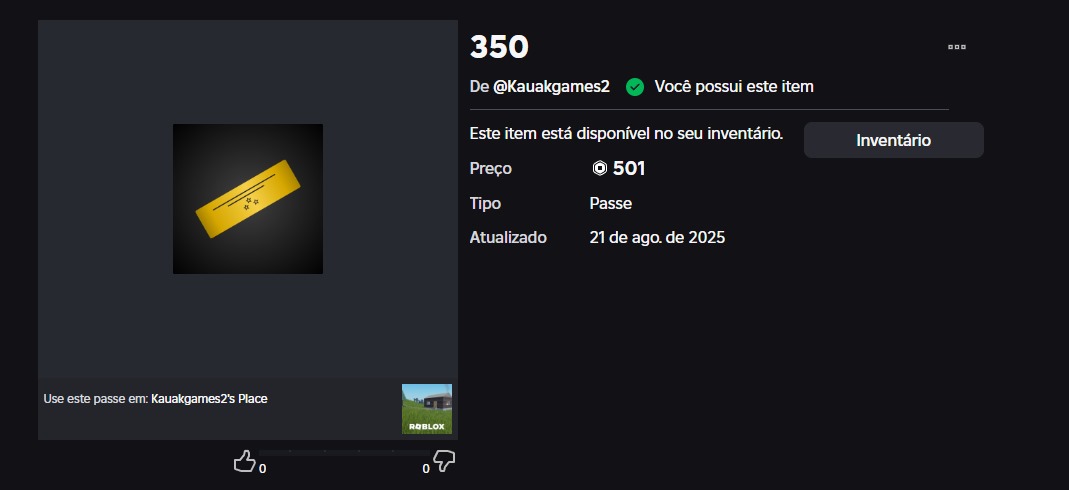 350
De @Kauakgames2 Você possui este item
Este item está disponível no seu inventário.
Inventário
Preço 501
Tipo Passe
Atualizado 21 de ago. de 2025
Use este passe em: Kauakgames2's Place
ROBLOX
0 0